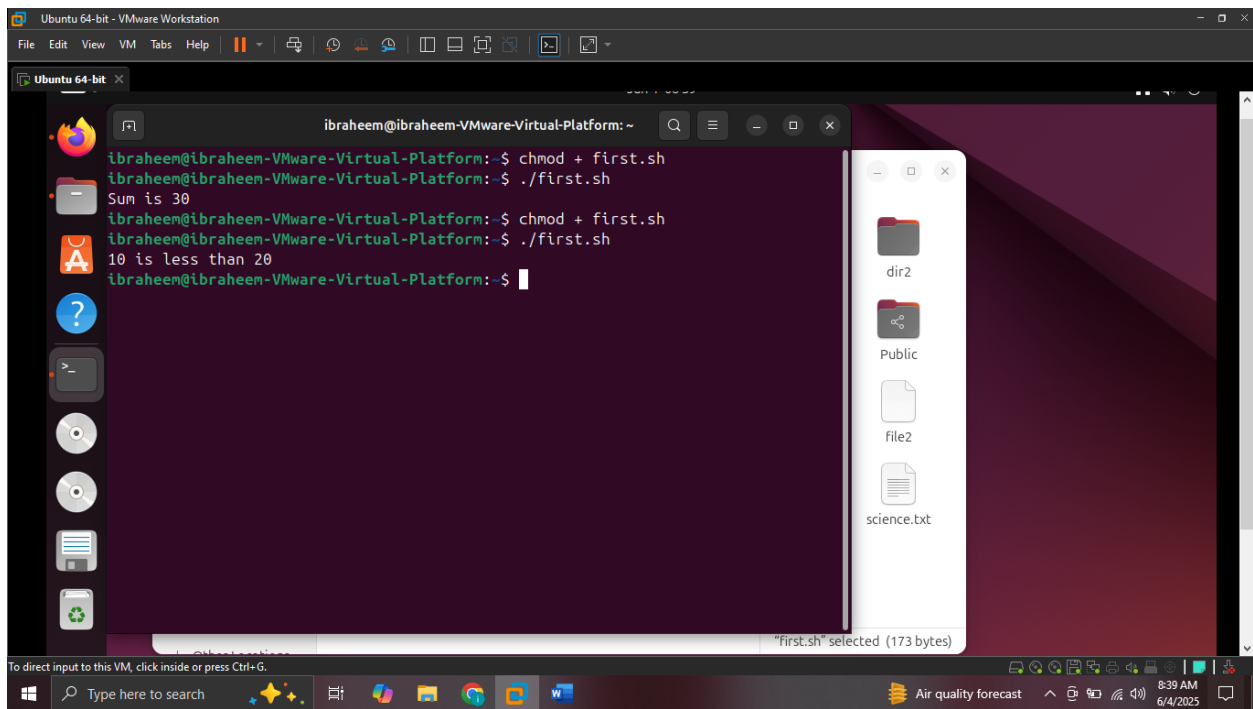 Ubuntu 64-bit - VMware Workstation
File Edit View VM Tabs Help
Ubuntu 64-bit
ibraheem@ibraheem-VMware-Virtual-Platform: ~
ibraheem@ibraheem-VMware-Virtual-Platform:~$ chmod + first.sh
ibraheem@ibraheem-VMware-Virtual-Platform:~$ ./first.sh
Sum is 30
ibraheem@ibraheem-VMware-Virtual-Platform:~$ chmod + first.sh
ibraheem@ibraheem-VMware-Virtual-Platform:~$ ./first.sh
10 is less than 20
ibraheem@ibraheem-VMware-Virtual-Platform:~$
dir2
Public
file2
science.txt
"first.sh" selected (173 bytes)
To direct input to this VM, click inside or press Ctrl+G.
Type here to search
Air quality forecast
8:39 AM
6/4/2025